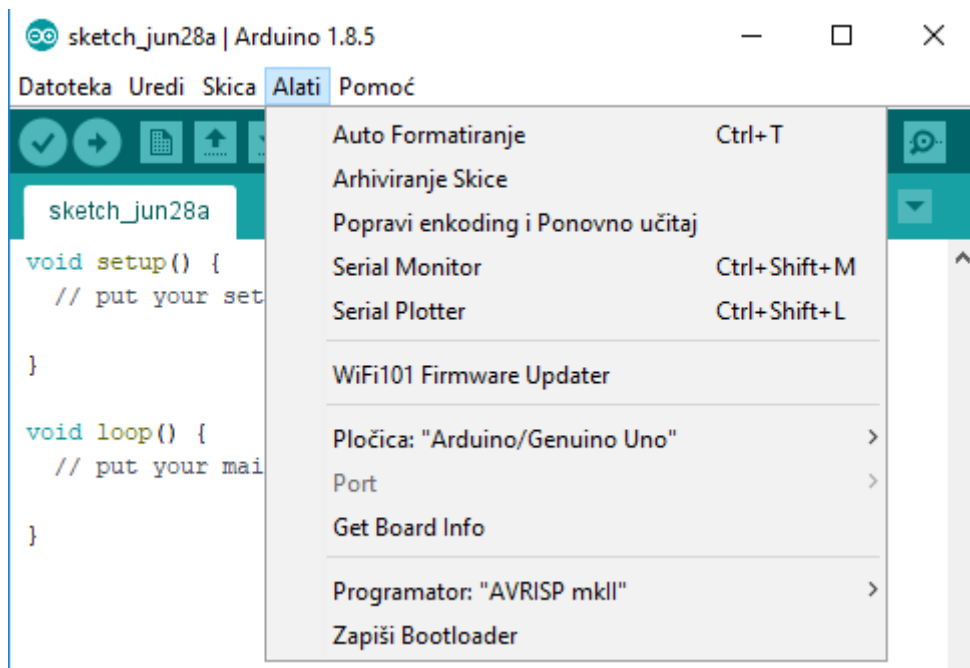 sketch_jun28a | Arduino 1.8.5
Datoteka Uredi Skica Alati Pomoć
sketch_jun28a
void setup() {
// put your set
}
void loop() {
// put your mai
}
Auto Formatiranje Ctrl+T
Arhiviranje Skice
Popravi enkoding i Ponovno učitaj
Serial Monitor Ctrl+Shift+M
Serial Plotter Ctrl+Shift+L
WiFi101 Firmware Updater
Pločica: "Arduino/Genuino Uno"
Port
Get Board Info
Programator: "AVRISP mkII"
Zapiši Bootloader